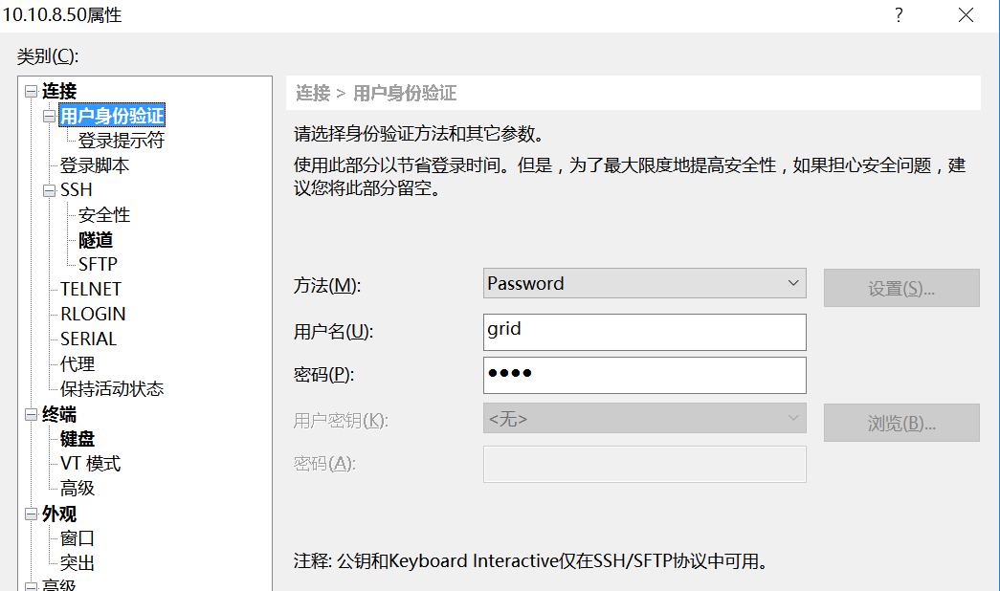 10.10.8.50属性
?
类别(C):
连接
用户身份验证
登录提示符
登录脚本
SSH
安全性
隧道
SFTP
TELNET
RLOGIN
SERIAL
代理
保持活动状态
终端
键盘
VT 模式
高级
外观
窗口
突出
高级
连接 > 用户身份验证
请选择身份验证方法和其它参数。
使用此部分以节省登录时间。但是，为了最大限度地提高安全性，如果担心安全问题，建
议您将此部分留空。
方法(M):
Password
设置(S)...
用户名(U):
grid
密码(P):
●●●●
用户密钥(K):
<无>
浏览(B)...
密码(A):
注释: 公钥和Keyboard Interactive仅在SSH/SFTP协议中可用。